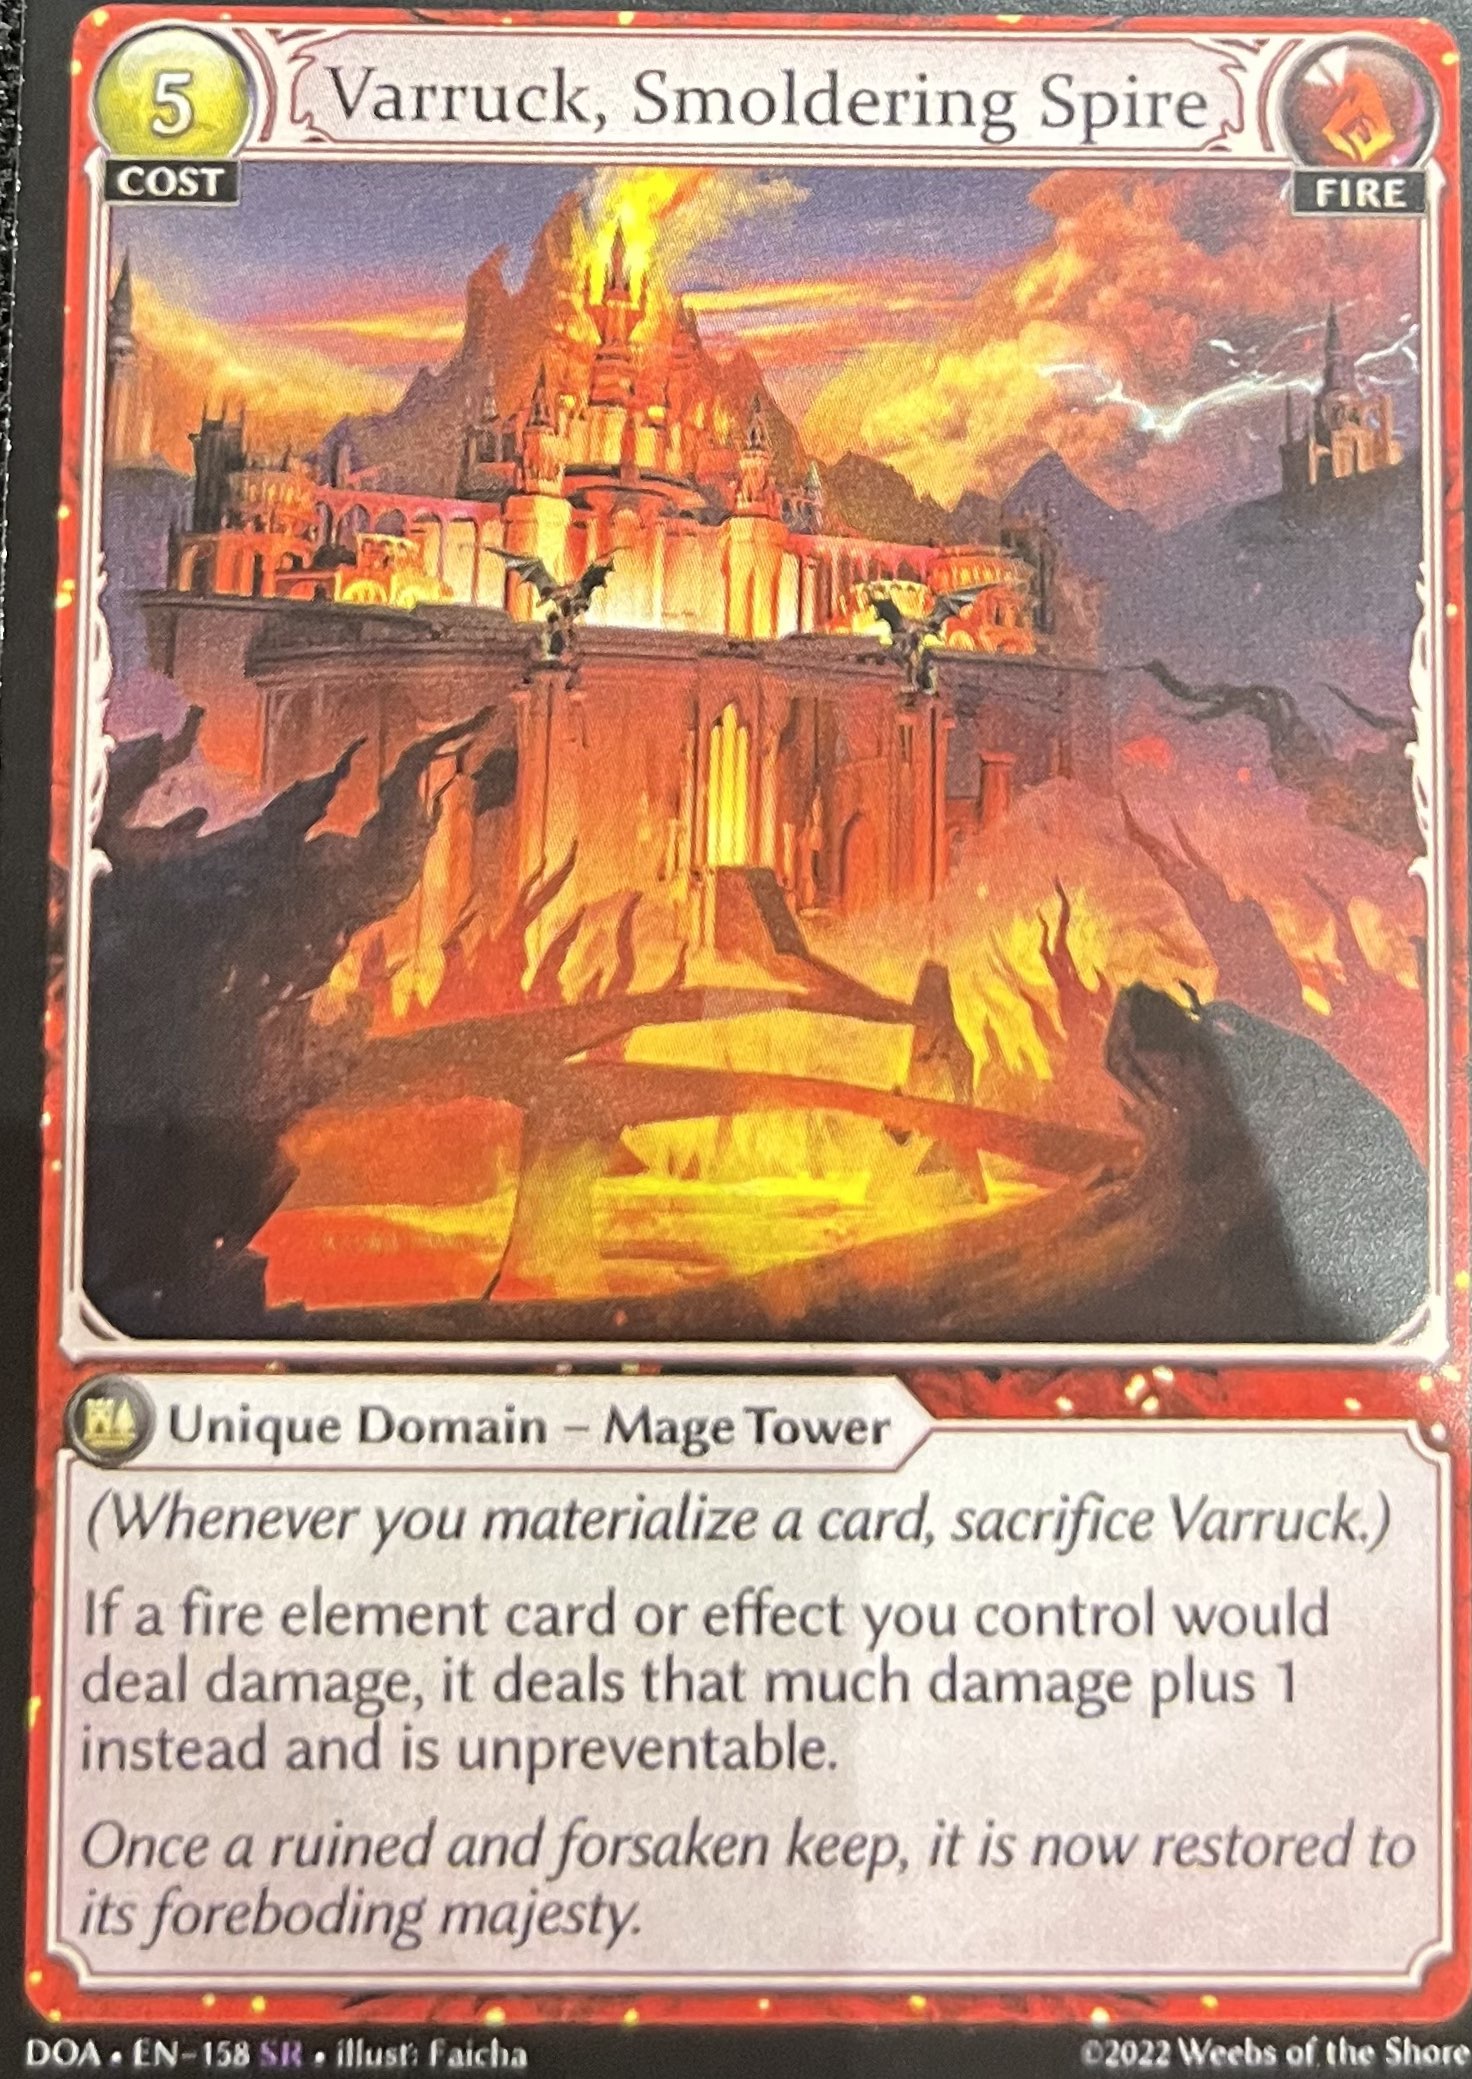 5
COST
Varruck, Smoldering Spire
FIRE
Unique Domain – Mage Tower
(Whenever you materialize a card, sacrifice Varruck.)
If a fire element card or effect you control would
deal damage, it deals that much damage plus 1
instead and is unpreventable.
Once a ruined and forsaken keep, it is now restored to
its foreboding majesty.
DOA • EN-158 SR • illust: Faicha
©2022 Weebs of the Shore